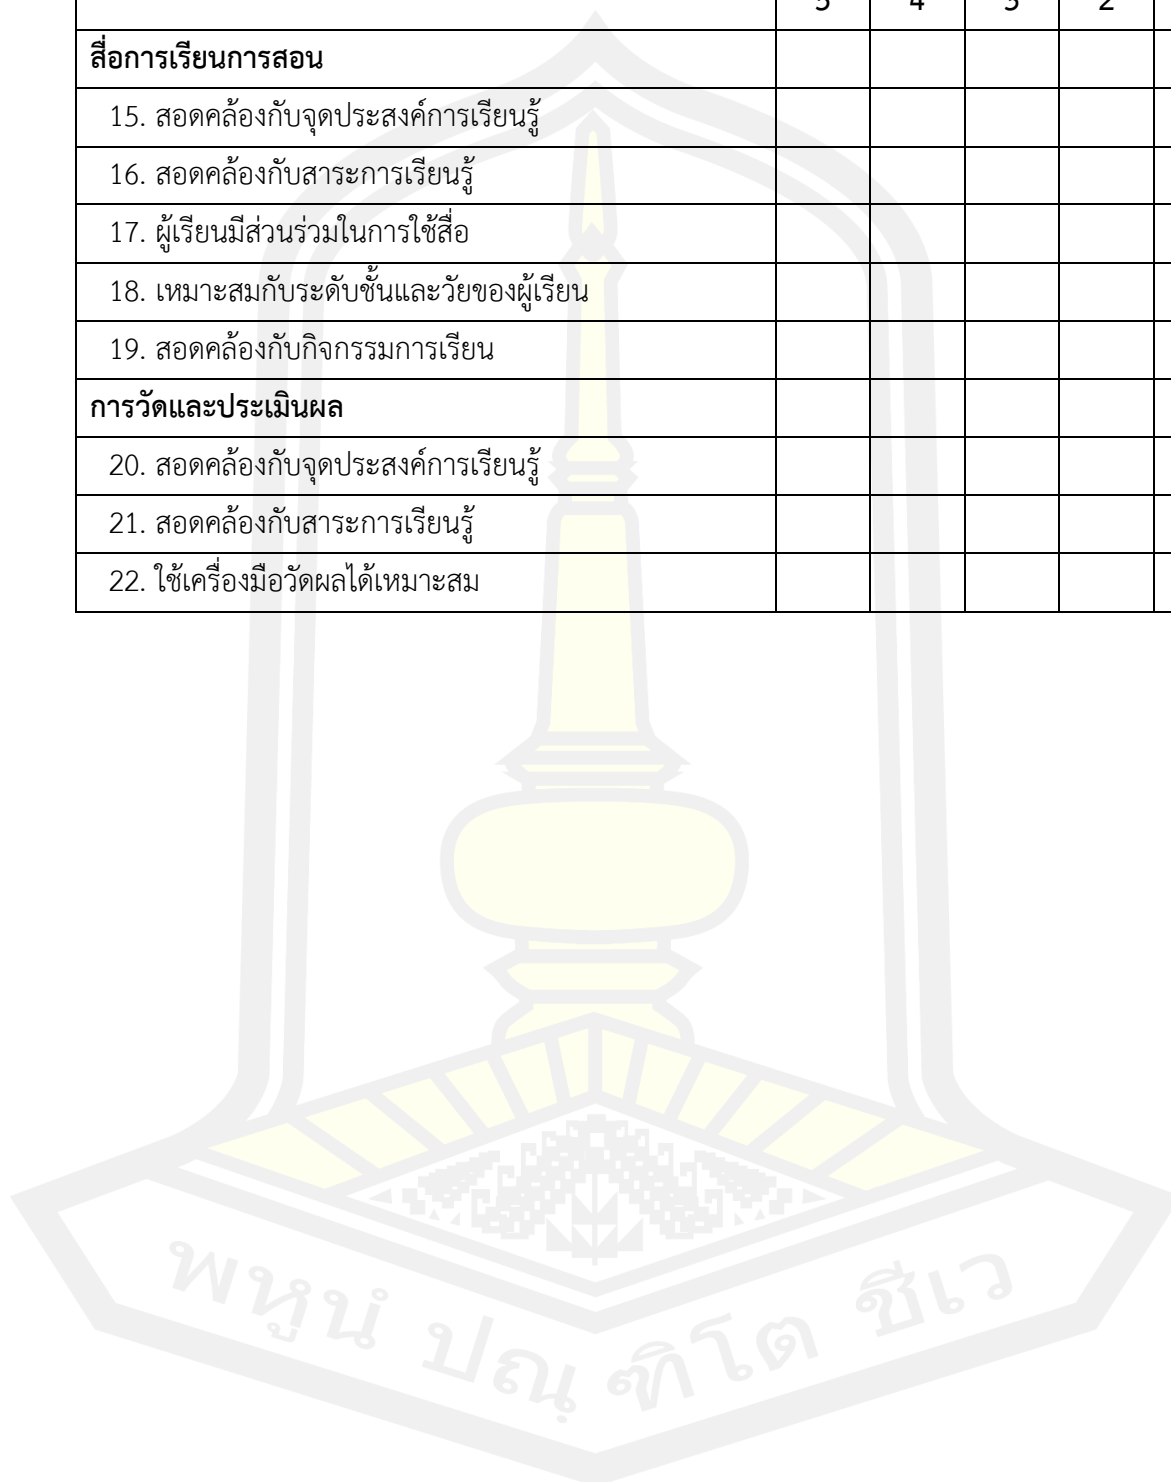 5 4 3 2
สื่อการเรียนการสอน
15. สอดคล้องกับจุดประสงค์การเรียนรู้
16. สอดคล้องกับสาระการเรียนรู้
17. ผู้เรียนมีส่วนร่วมในการใช้สื่อ
18. เหมาะสมกับระดับชั้นและวัยของผู้เรียน
19. สอดคล้องกับกิจกรรมการเรียน
การวัดและประเมินผล
20. สอดคล้องกับจุดประสงค์การเรียนรู้
21. สอดคล้องกับสาระการเรียนรู้
22. ใช้เครื่องมือวัดผลได้เหมาะสม
พหูนํ ปณฺฑิโต ชีเว